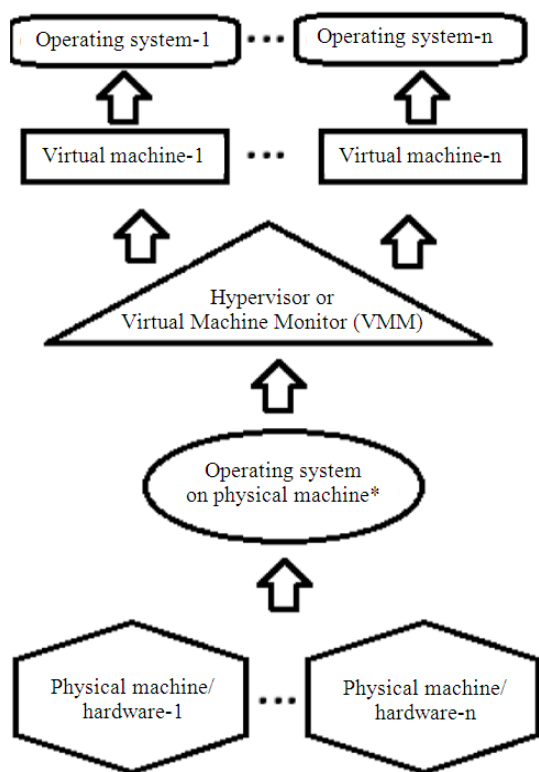 Operating system-1 ... Operating system-n
Virtual machine-1 ... Virtual machine-n
Hypervisor or
Virtual Machine Monitor (VMM)
Operating system
on physical machine*
Physical machine/
hardware-1
...
Physical machine/
hardware-n